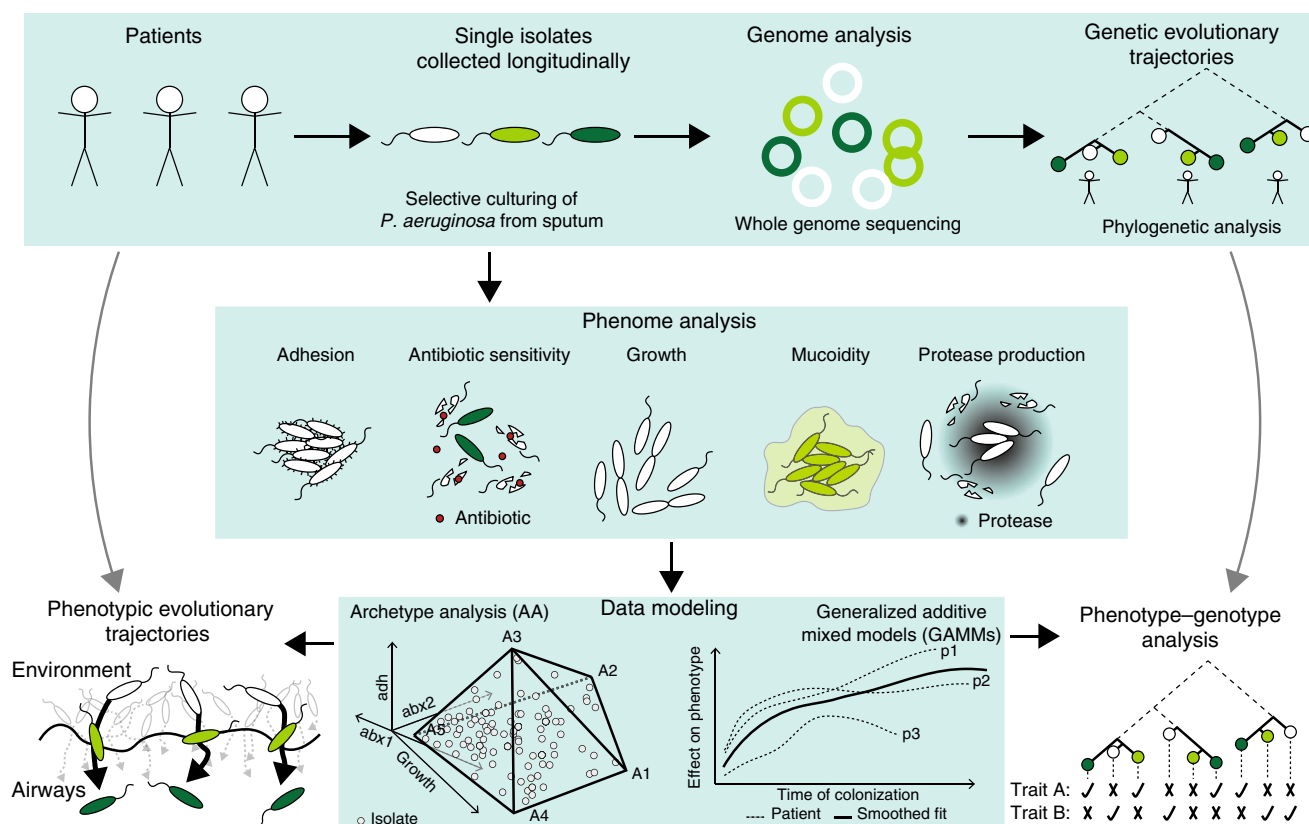 Patients
Single isolates
collected longitudinally
Genome analysis
Genetic evolutionary
trajectories
Selective culturing of
P. aeruginosa from sputum
Whole genome sequencing
Phylogenetic analysis
Phenome analysis
Adhesion
Antibiotic sensitivity
Growth
Mucoidity
Protease production
Antibiotic
Protease
Phenotypic evolutionary
trajectories
Environment
Airways
Data modeling
Archetype analysis (AA)
A3
A2
adh
abx2
A5
abx1
Growth
A1
A4
Isolate
Generalized additive
mixed models (GAMMs)
p1
p2
p3
Effect on phenotype
Time of colonization
Patient
Smoothed fit
Phenotype–genotype
analysis
Trait A: ✓ x ✓ x x ✓ ✓ x x
Trait B: x ✓ x ✓ x x x ✓ ✓